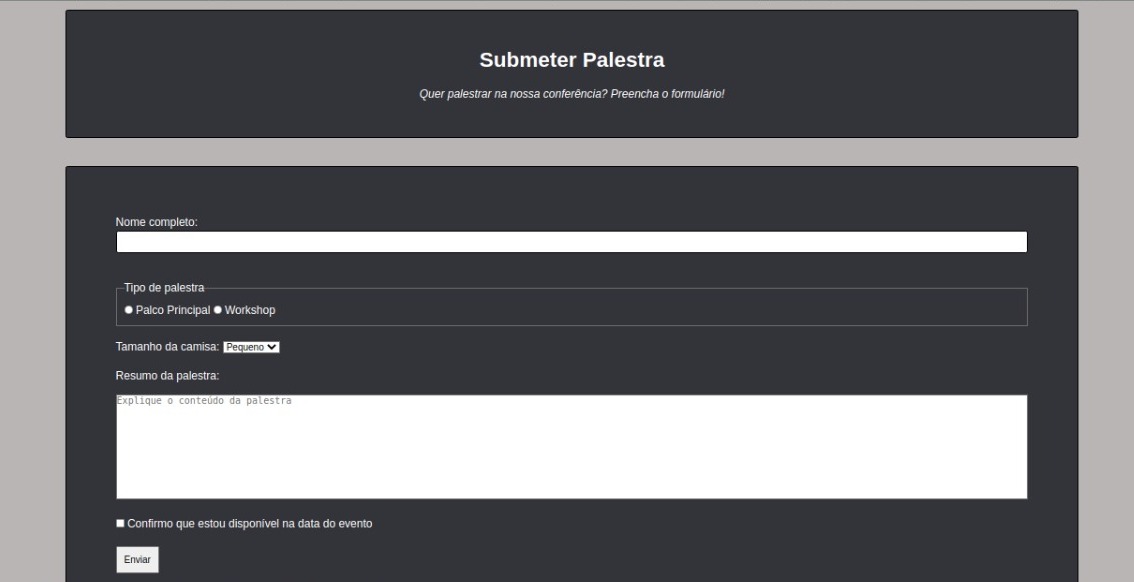 Submeter Palestra
Quer palestrar na nossa conferência? Preencha o formulário!
Nome completo:
Tipo de palestra
Palco Principal Workshop
Tamanho da camisa: Pequeno
Resumo da palestra:
Explique o conteúdo da palestra
Confirmo que estou disponível na data do evento
Enviar